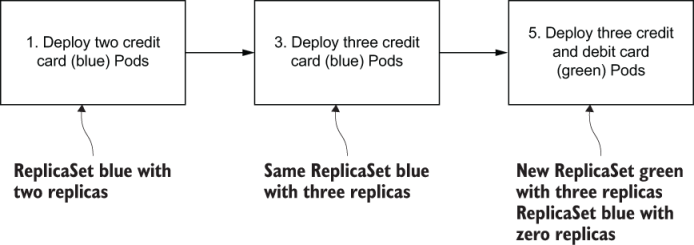 1. Deploy two credit
card (blue) Pods
3. Deploy three credit
card (blue) Pods
5. Deploy three credit
and debit card
(green) Pods
ReplicaSet blue with
two replicas
Same ReplicaSet blue
with three replicas
New ReplicaSet green
with three replicas
ReplicaSet blue with
zero replicas